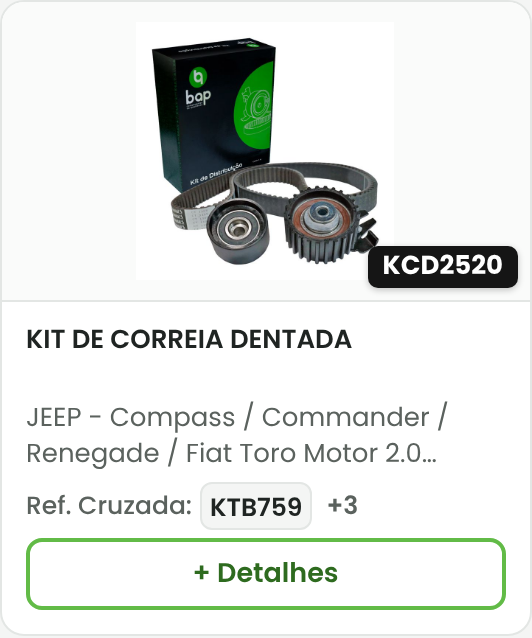 bap
Kit de Distribuição
KCD2520
KIT DE CORREIA DENTADA
JEEP - Compass / Commander /
Renegade / Fiat Toro Motor 2.0...
Ref. Cruzada: KTB759 +3
+ Detalhes